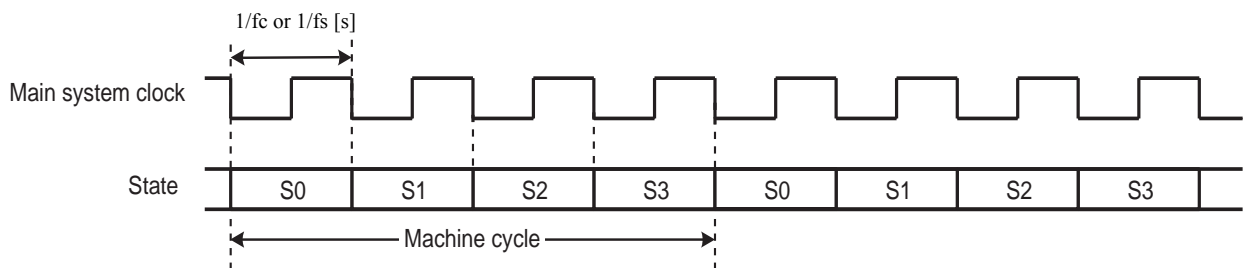 1/fc or 1/fs [s]
Main system clock
State S0 S1 S2 S3 S0 S1 S2 S3
Machine cycle